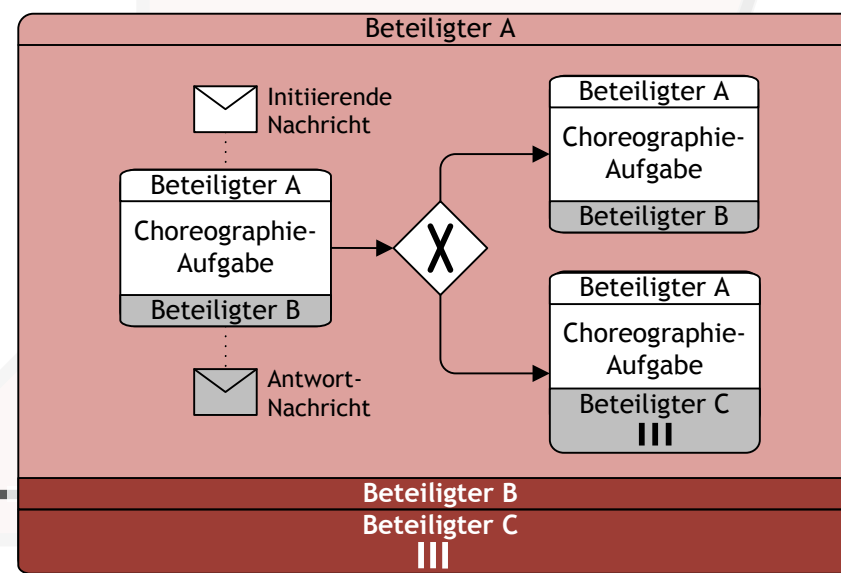 Beteiligter A
Initiierende
Nachricht
Beteiligter A
Choreographie-
Aufgabe
Beteiligter B
Antwort-
Nachricht
X
Beteiligter A
Choreographie-
Aufgabe
Beteiligter B
Beteiligter A
Choreographie-
Aufgabe
Beteiligter C
Beteiligter B
Beteiligter C